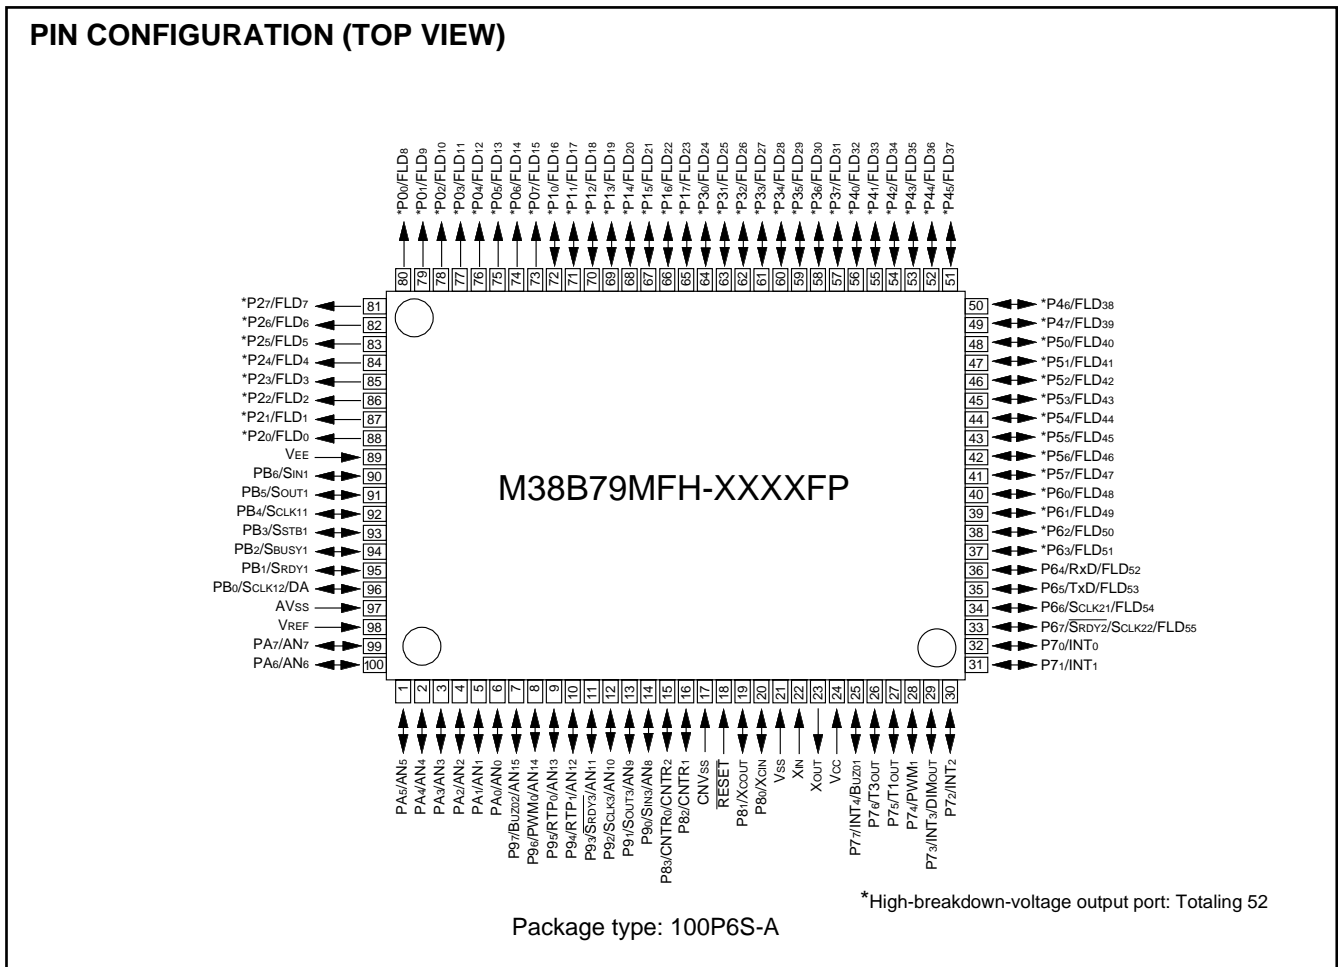 PIN CONFIGURATION (TOP VIEW)
*P00/FLD8
*P01/FLD9
*P02/FLD10
*P03/FLD11
*P04/FLD12
*P05/FLD13
*P06/FLD14
*P07/FLD15
*P10/FLD16
*P11/FLD17
*P12/FLD18
*P13/FLD19
*P14/FLD20
*P15/FLD21
*P16/FLD22
*P17/FLD23
*P30/FLD24
*P31/FLD25
*P32/FLD26
*P33/FLD27
*P34/FLD28
*P35/FLD29
*P36/FLD30
*P37/FLD31
*P40/FLD32
*P41/FLD33
*P42/FLD34
*P43/FLD35
*P44/FLD36
*P45/FLD37
80 79 78 77 76 75 74 73 72 71 70 69 68 67 66 65 64 63 62 61 60 59 58 57 56 55 54 53 52 51
*P27/FLD7 81
*P26/FLD6 82
*P25/FLD5 83
*P24/FLD4 84
*P23/FLD3 85
*P22/FLD2 86
*P21/FLD1 87
*P20/FLD0 88
VEE 89
PB6/SIN1 90
PB5/SOUT1 91
PB4/SCLK11 92
PB3/SSTB1 93
PB2/SBUSY1 94
PB1/SRDY1 95
PB0/SCLK12/DA 96
AVSS 97
VREF 98
PA7/AN7 99
PA6/AN6 100
M38B79MFH-XXXXFP
50 *P46/FLD38
49 *P47/FLD39
48 *P50/FLD40
47 *P51/FLD41
46 *P52/FLD42
45 *P53/FLD43
44 *P54/FLD44
43 *P55/FLD45
42 *P56/FLD46
41 *P57/FLD47
40 *P60/FLD48
39 *P61/FLD49
38 *P62/FLD50
37 *P63/FLD51
36 P64/RxD/FLD52
35 P65/TxD/FLD53
34 P66/SCLK21/FLD54
33 P67/SRDY2/SCLK22/FLD55
32 P70/INT0
31 P71/INT1
1 2 3 4 5 6 7 8 9 10 11 12 13 14 15 16 17 18 19 20 21 22 23 24 25 26 27 28 29 30
PA5/AN5
PA4/AN4
PA3/AN3
PA2/AN2
PA1/AN1
PA0/AN0
P97/BUZ02/AN15
P96/PWM0/AN14
P95/RTP0/AN13
P94/RTP1/AN12
P93/SRDY3/AN11
P92/SCLK3/AN10
P91/SOUT3/AN9
P90/SIN3/AN8
P83/CNTR0/CNTR2
P82/CNTR1
CNVSS
RESET
P81/XCOUT
P80/XCIN
VSS
XIN
XOUT
VCC
P77/INT4/BUZ01
P76/T3OUT
P75/T1OUT
P74/PWM1
P73/INT3/DIMOUT
P72/INT2
*High-breakdown-voltage output port: Totaling 52
Package type: 100P6S-A